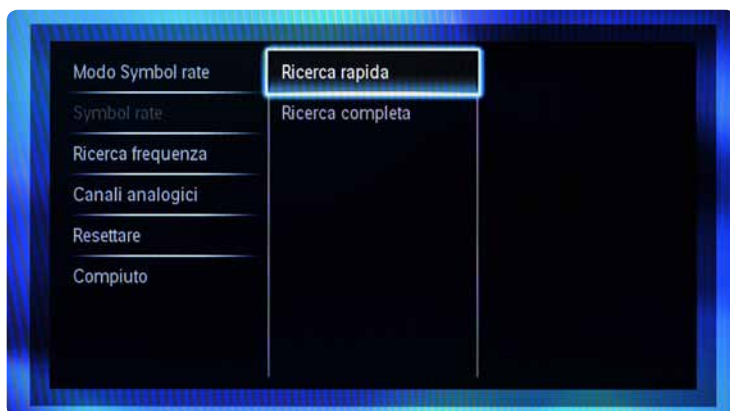 Modo Symbol rate
Symbol rate
Ricerca frequenza
Canali analogici
Resettare
Compiuto
Ricerca rapida
Ricerca completa